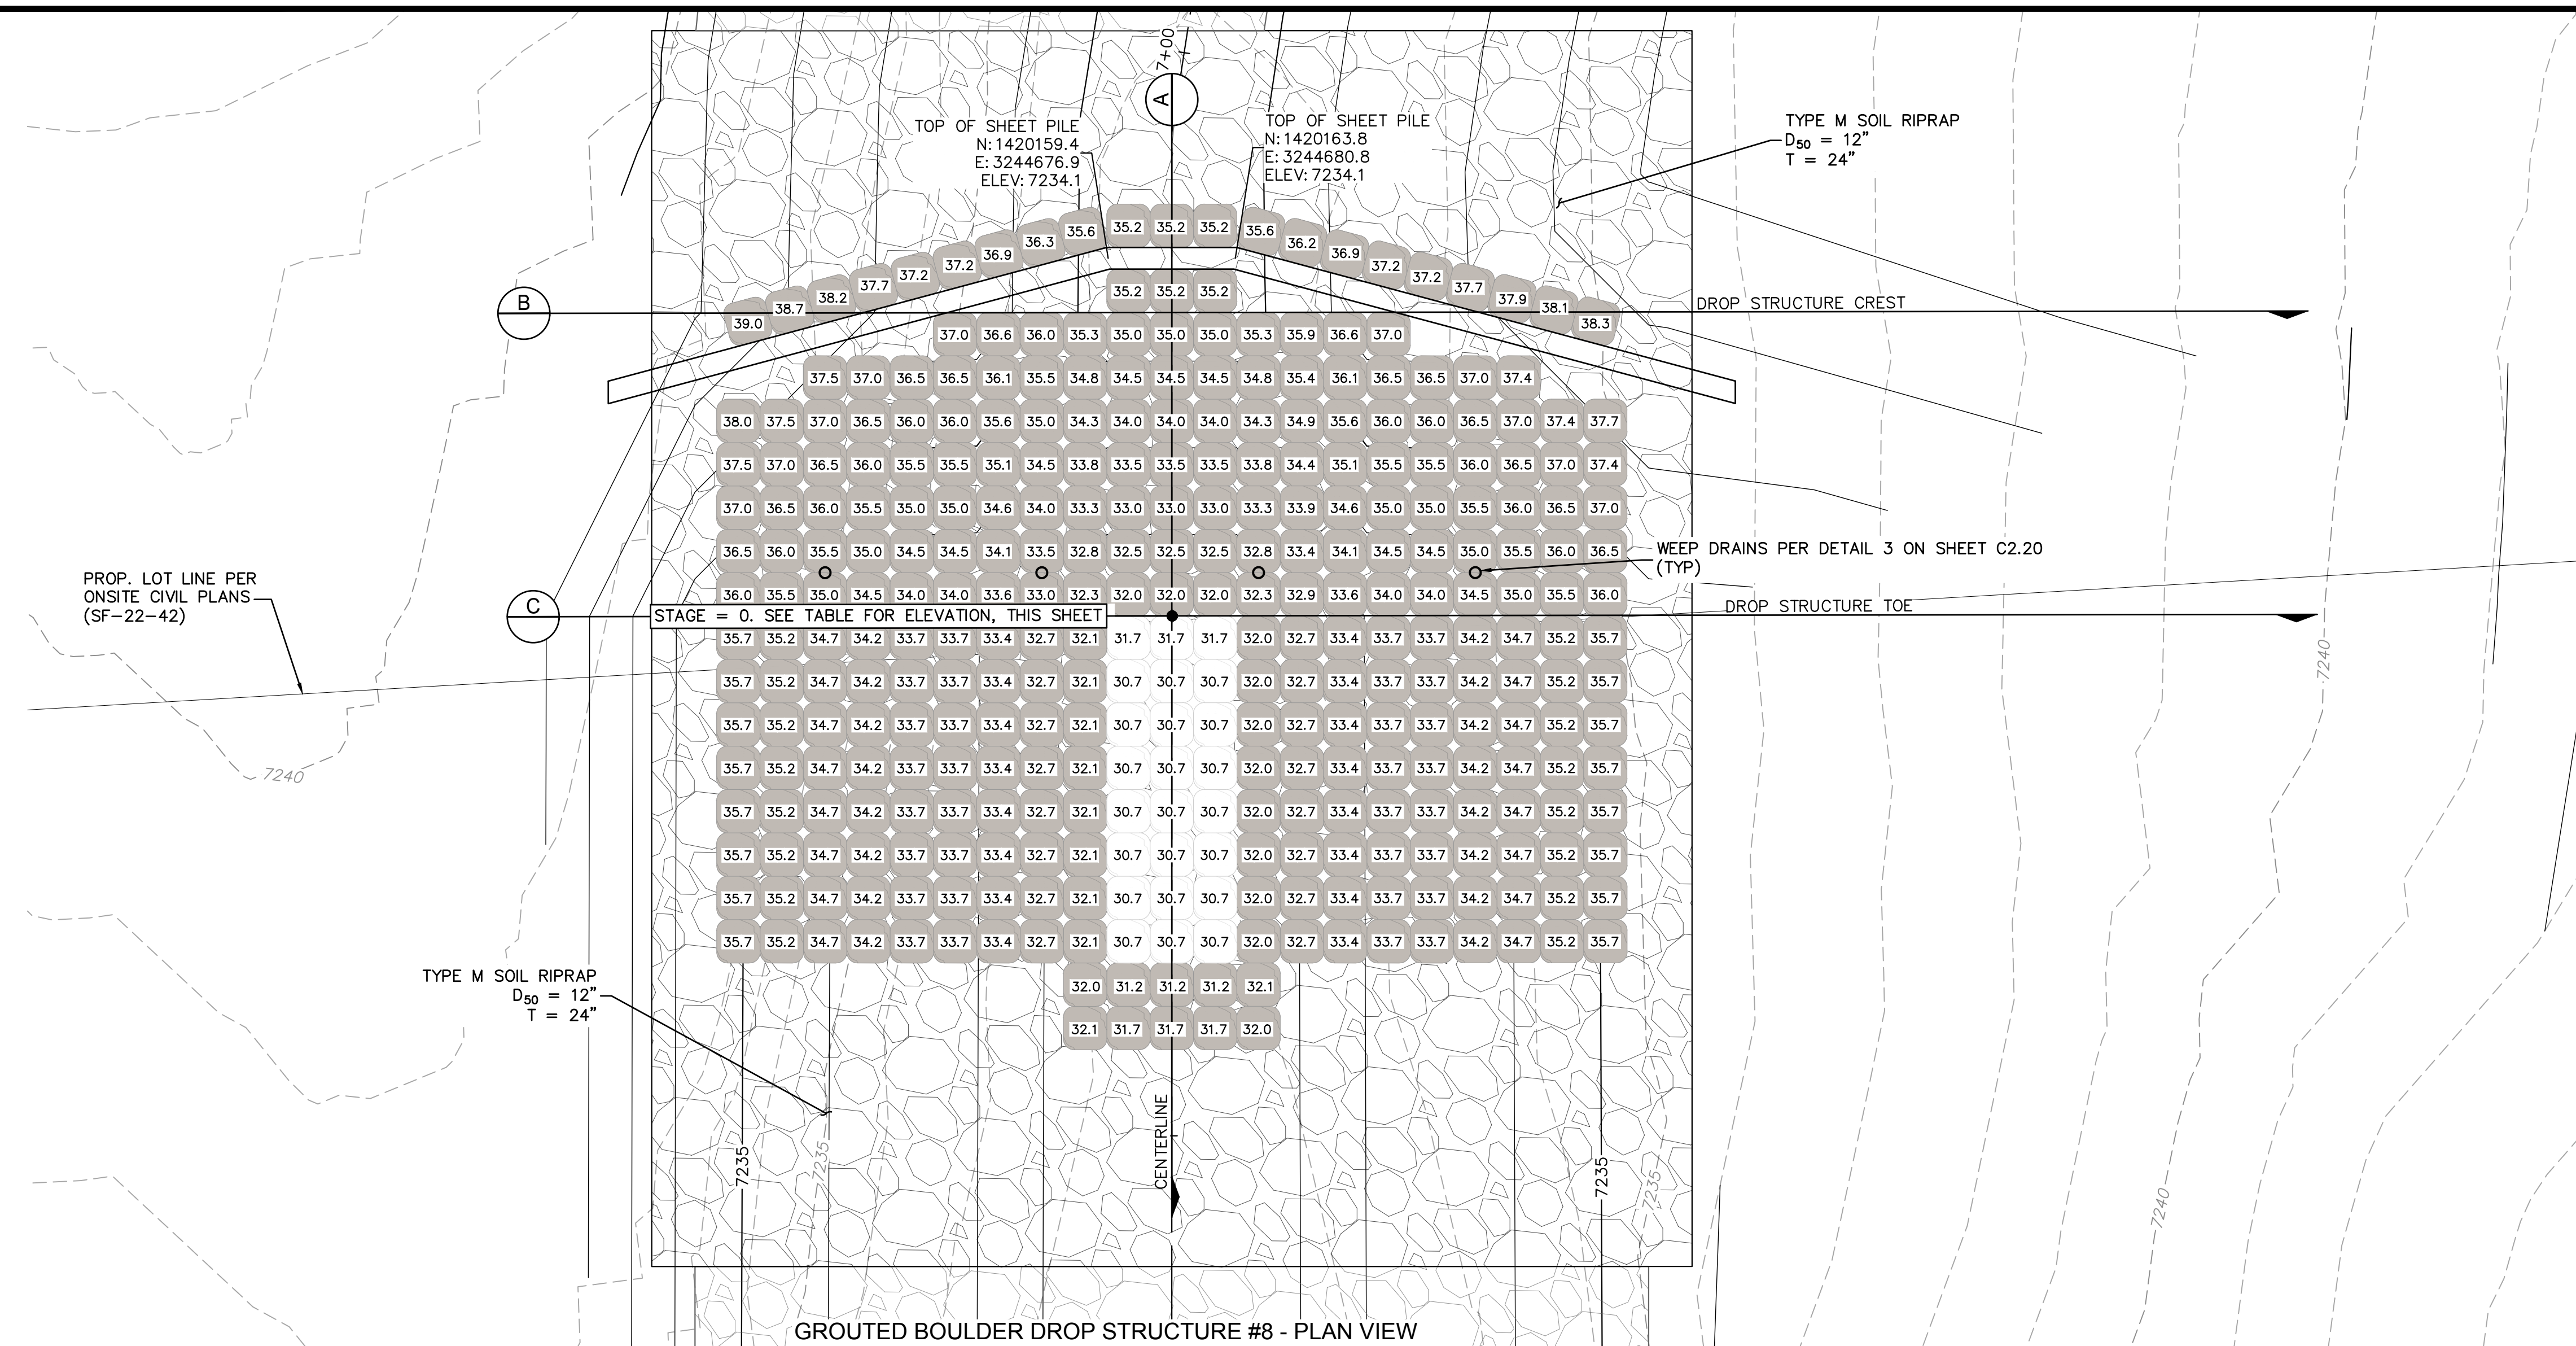 7+00
A
TOP OF SHEET PILE
N: 1420159.4
E: 3244676.9
ELEV: 7234.1
TOP OF SHEET PILE
N: 1420163.8
E: 3244680.8
ELEV: 7234.1
TYPE M SOIL RIPRAP
D50 = 12"
T = 24"
39.0 38.7 38.2 37.7 37.2 37.2 36.9 36.3 35.6 35.2 35.2 35.2 35.6 36.2 36.9 37.2 37.2 37.7 37.9 38.1 38.3
35.2 35.2 35.2
B
DROP STRUCTURE CREST
37.0 36.6 36.0 35.3 35.0 35.0 35.0 35.3 35.9 36.6 37.0
37.5 37.0 36.5 36.5 36.1 35.5 34.8 34.5 34.5 34.5 34.8 35.4 36.1 36.5 36.5 37.0 37.4
38.0 37.5 37.0 36.5 36.0 36.0 35.6 35.0 34.3 34.0 34.0 34.0 34.3 34.9 35.6 36.0 36.0 36.5 37.0 37.4 37.7
37.5 37.0 36.5 36.0 35.5 35.5 35.1 34.5 33.8 33.5 33.5 33.5 33.8 34.4 35.1 35.5 35.5 36.0 36.5 37.0 37.4
37.0 36.5 36.0 35.5 35.0 35.0 34.6 34.0 33.3 33.0 33.0 33.0 33.3 33.9 34.6 35.0 35.0 35.5 36.0 36.5 37.0
36.5 36.0 35.5 35.0 34.5 34.5 34.1 33.5 32.8 32.5 32.5 32.5 32.8 33.4 34.1 34.5 34.5 35.0 35.5 36.0 36.5
WEEP DRAINS PER DETAIL 3 ON SHEET C2.20
(TYP)
36.0 35.5 35.0 34.5 34.0 34.0 33.6 33.0 32.3 32.0 32.0 32.0 32.3 32.9 33.6 34.0 34.0 34.5 35.0 35.5 36.0
PROP. LOT LINE PER
ONSITE CIVIL PLANS
(SF-22-42)
C
STAGE = 0. SEE TABLE FOR ELEVATION, THIS SHEET
DROP STRUCTURE TOE
35.7 35.2 34.7 34.2 33.7 33.7 33.4 32.7 32.1 31.7 31.7 31.7 32.0 32.7 33.4 33.7 33.7 34.2 34.7 35.2 35.7
7240
35.7 35.2 34.7 34.2 33.7 33.7 33.4 32.7 32.1 30.7 30.7 30.7 32.0 32.7 33.4 33.7 33.7 34.2 34.7 35.2 35.7
35.7 35.2 34.7 34.2 33.7 33.7 33.4 32.7 32.1 30.7 30.7 30.7 32.0 32.7 33.4 33.7 33.7 34.2 34.7 35.2 35.7
35.7 35.2 34.7 34.2 33.7 33.7 33.4 32.7 32.1 30.7 30.7 30.7 32.0 32.7 33.4 33.7 33.7 34.2 34.7 35.2 35.7
7240
35.7 35.2 34.7 34.2 33.7 33.7 33.4 32.7 32.1 30.7 30.7 30.7 32.0 32.7 33.4 33.7 33.7 34.2 34.7 35.2 35.7
35.7 35.2 34.7 34.2 33.7 33.7 33.4 32.7 32.1 30.7 30.7 30.7 32.0 32.7 33.4 33.7 33.7 34.2 34.7 35.2 35.7
35.7 35.2 34.7 34.2 33.7 33.7 33.4 32.7 32.1 30.7 30.7 30.7 32.0 32.7 33.4 33.7 33.7 34.2 34.7 35.2 35.7
35.7 35.2 34.7 34.2 33.7 33.7 33.4 32.7 32.1 30.7 30.7 30.7 32.0 32.7 33.4 33.7 33.7 34.2 34.7 35.2 35.7
32.0 31.2 31.2 31.2 32.1
32.1 31.7 31.7 31.7 32.0
TYPE M SOIL RIPRAP
D50 = 12"
T = 24"
7235
7235
CENTERLINE
7235
7235
7240
GROUTED BOULDER DROP STRUCTURE #8 - PLAN VIEW